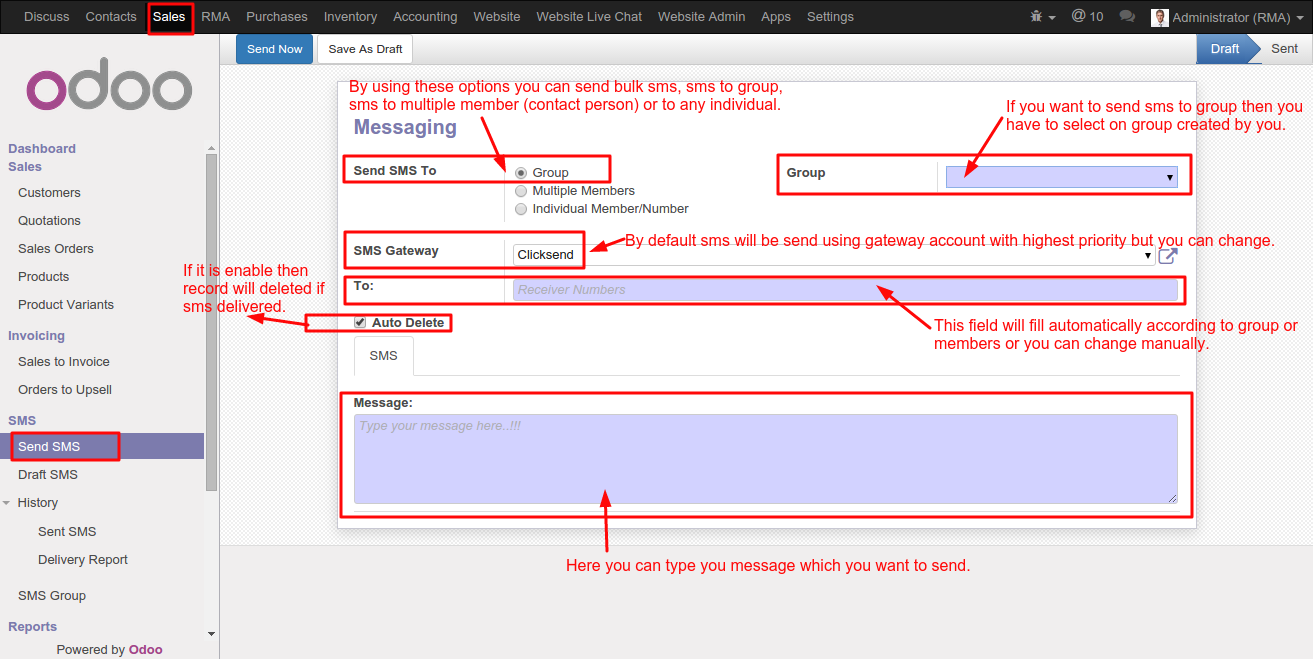 Discuss Contacts Sales RMA Purchases Inventory Accounting Website Website Live Chat Website Admin Apps Settings @ 10 Administrator (RMA)
Send Now Save As Draft Draft Sent
odoo
Dashboard
Sales
Customers
Quotations
Sales Orders
Products
Product Variants
Invoicing
Sales to Invoice
Orders to Upsell
SMS
Send SMS
Draft SMS
History
Sent SMS
Delivery Report
SMS Group
Reports
Powered by Odoo
By using these options you can send bulk sms, sms to group,
sms to multiple member (contact person) or to any individual.
If you want to send sms to group then you
have to select on group created by you.
Messaging
Send SMS To
Group
Multiple Members
Individual Member/Number
Group
SMS Gateway
Clicksend
By default sms will be send using gateway account with highest priority but you can change.
If it is enable then
record will deleted if
sms delivered.
To:
Receiver Numbers
Auto Delete
This field will fill automatically according to group or
members or you can change manually.
SMS
Message:
Type your message here..!!!
Here you can type you message which you want to send.